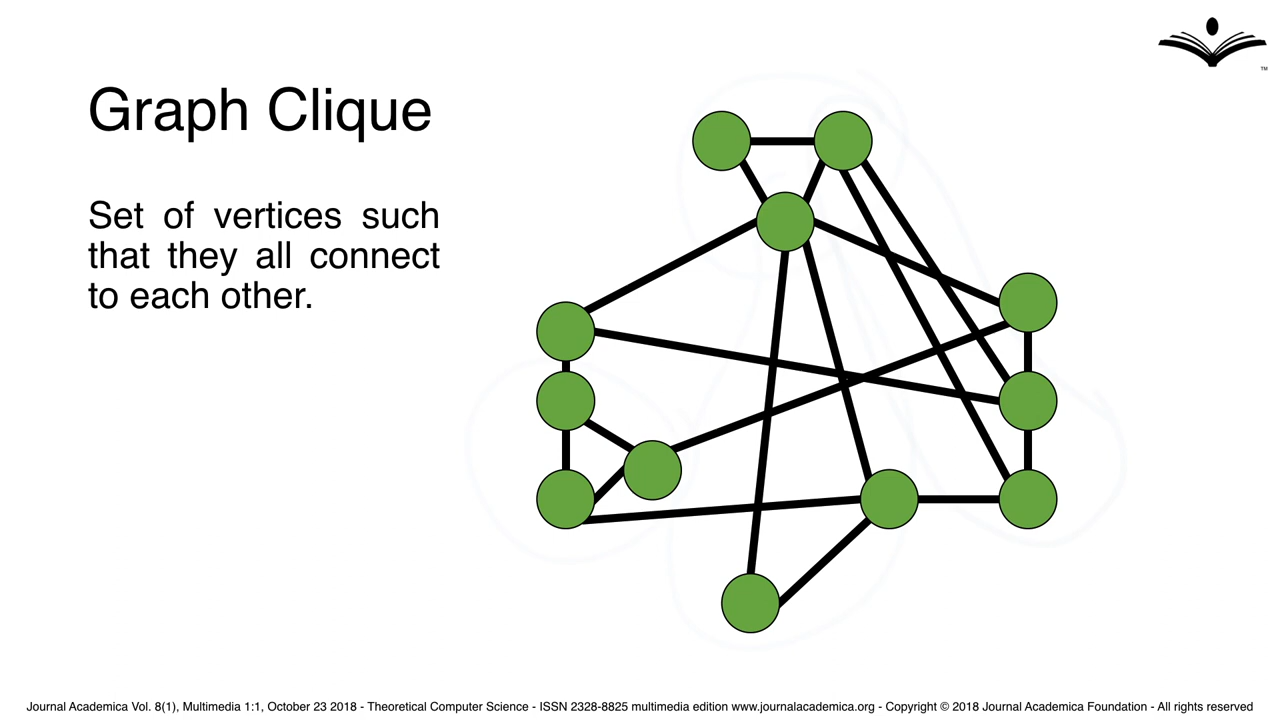 Graph Clique
Set of vertices such
that they all connect
to each other.
TM
Journal Academica Vol. 8(1), Multimedia 1:1, October 23 2018 - Theoretical Computer Science - ISSN 2328-8825 multimedia edition www.journalacademica.org - Copyright © 2018 Journal Academica Foundation - All rights reserved